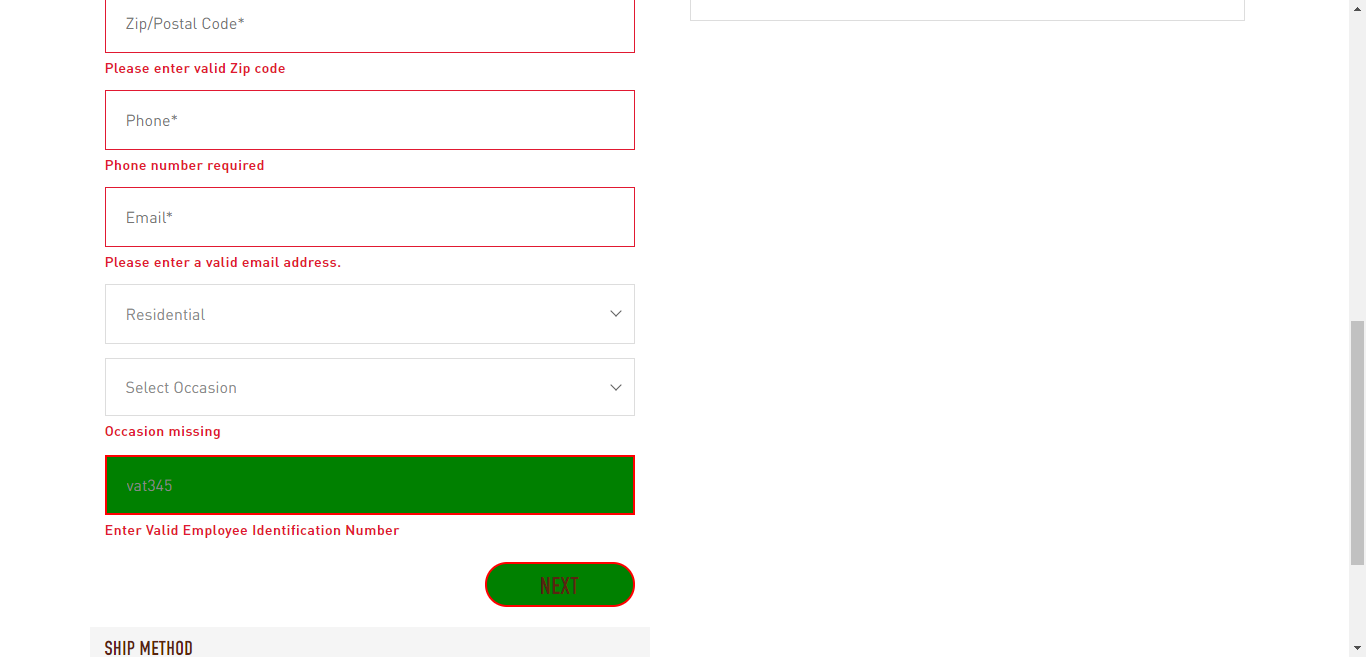 Zip/Postal Code*
Please enter valid Zip code
Phone*
Phone number required
Email*
Please enter a valid email address.
Residential
Select Occasion
Occasion missing
vat345
Enter Valid Employee Identification Number
NEXT
SHIP METHOD